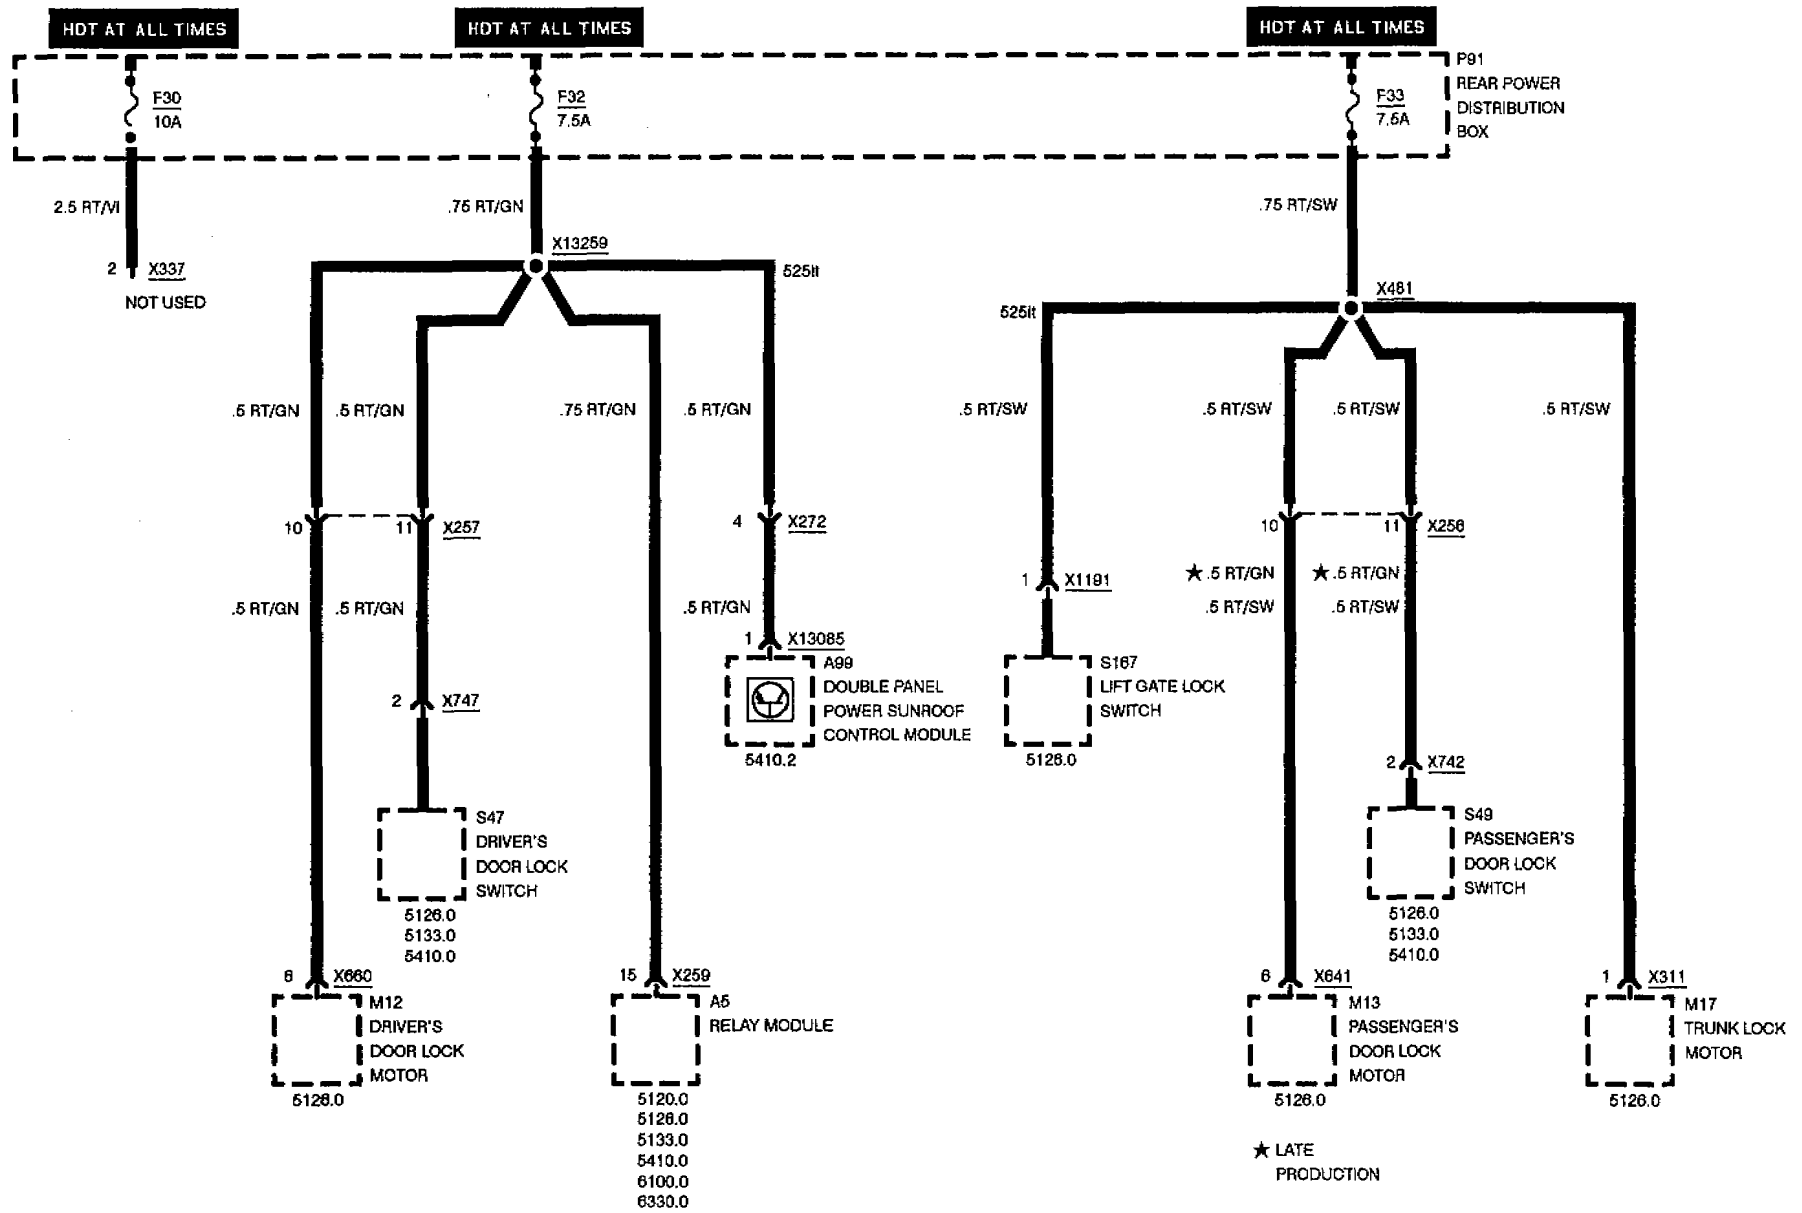 HOT AT ALL TIMES
HOT AT ALL TIMES
HOT AT ALL TIMES
P91
REAR POWER
DISTRIBUTION
BOX
F30
10A
F32
7.5A
F33
7.5A
2.5 RT/VI
.75 RT/GN
.75 RT/SW
2 X337
NOT USED
X13259
525lt
X481
525lt
.5 RT/GN
.5 RT/GN
.75 RT/GN
.5 RT/GN
.5 RT/SW
.5 RT/SW
.5 RT/SW
.5 RT/SW
10
11 X257
4 X272
10
11 X256
1 X1191
★ .5 RT/GN
★ .5 RT/GN
.5 RT/GN
.5 RT/GN
.5 RT/GN
.5 RT/SW
.5 RT/SW
1 X13085
A99
DOUBLE PANEL
POWER SUNROOF
CONTROL MODULE
5410.2
S167
LIFT GATE LOCK
SWITCH
5126.0
2 X747
2 X742
S47
DRIVER'S
DOOR LOCK
SWITCH
5126.0
5133.0
5410.0
S49
PASSENGER'S
DOOR LOCK
SWITCH
5126.0
5133.0
5410.0
6 X660
M12
DRIVER'S
DOOR LOCK
MOTOR
5126.0
15 X259
A5
RELAY MODULE
5120.0
5126.0
5133.0
5410.0
6100.0
6330.0
6 X641
M13
PASSENGER'S
DOOR LOCK
MOTOR
5126.0
1 X311
M17
TRUNK LOCK
MOTOR
5126.0
★ LATE
PRODUCTION